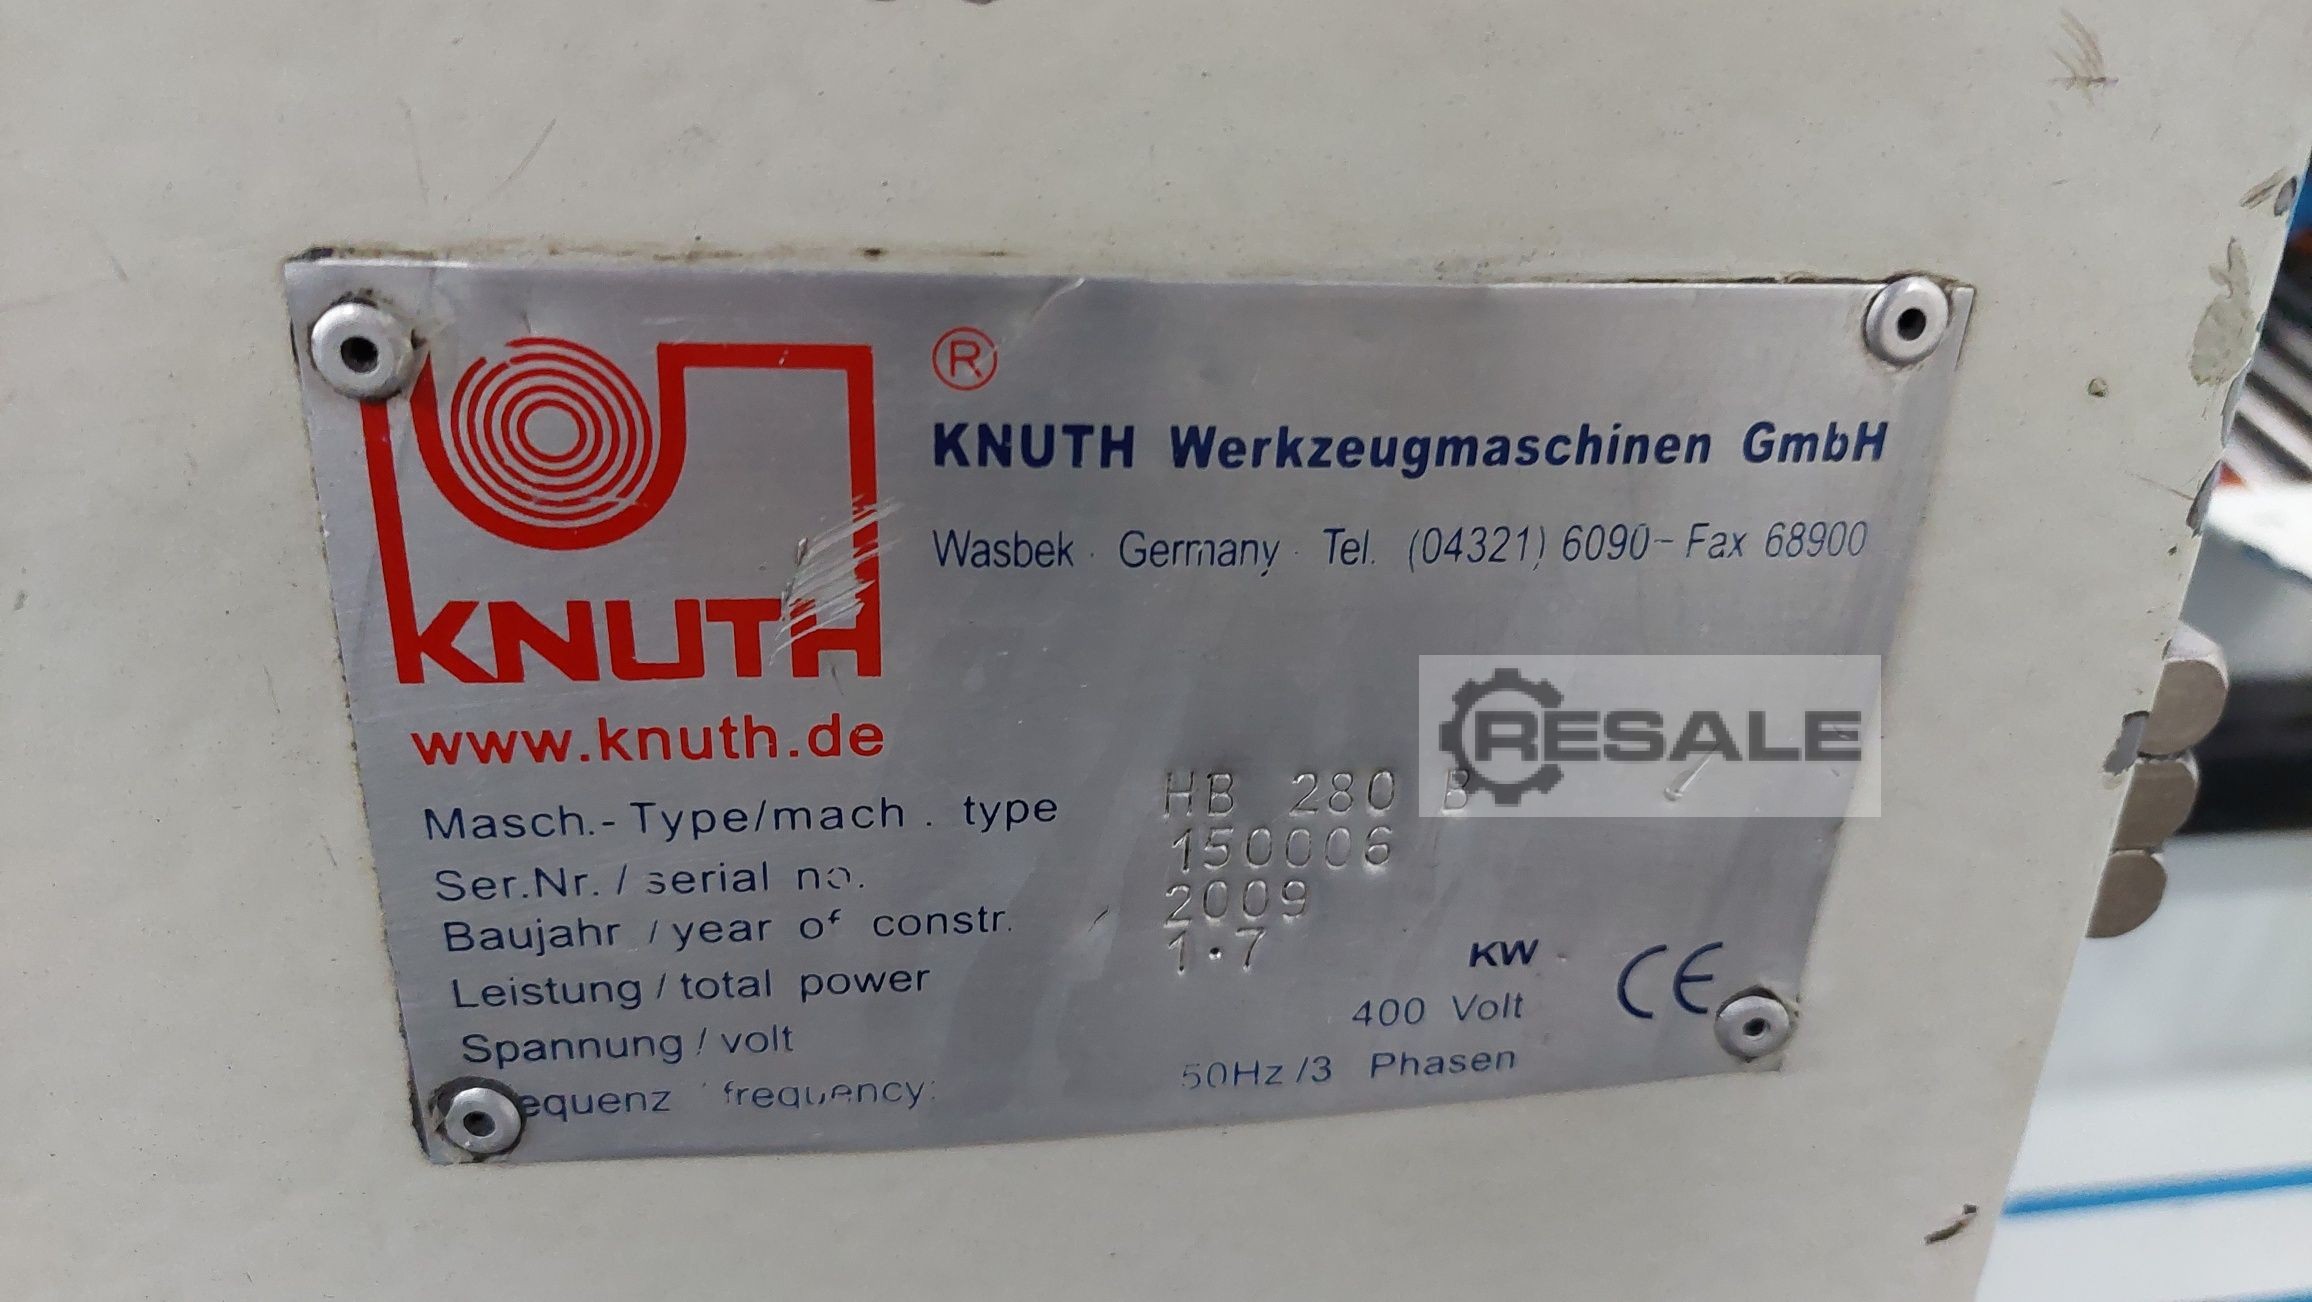 ®
KNUTH Werkzeugmaschinen GmbH
Wasbek · Germany · Tel. (04321) 6090 - Fax 68900
KNUTH
www.knuth.de
RESALE
Masch.- Type/mach. type HB 280 B
Ser.Nr. / serial no. 150006
Baujahr / year of constr. 2009
Leistung / total power 1.7 KW
Spannung / volt 400 Volt
equenz / frequency: 50Hz /3 Phasen
CE